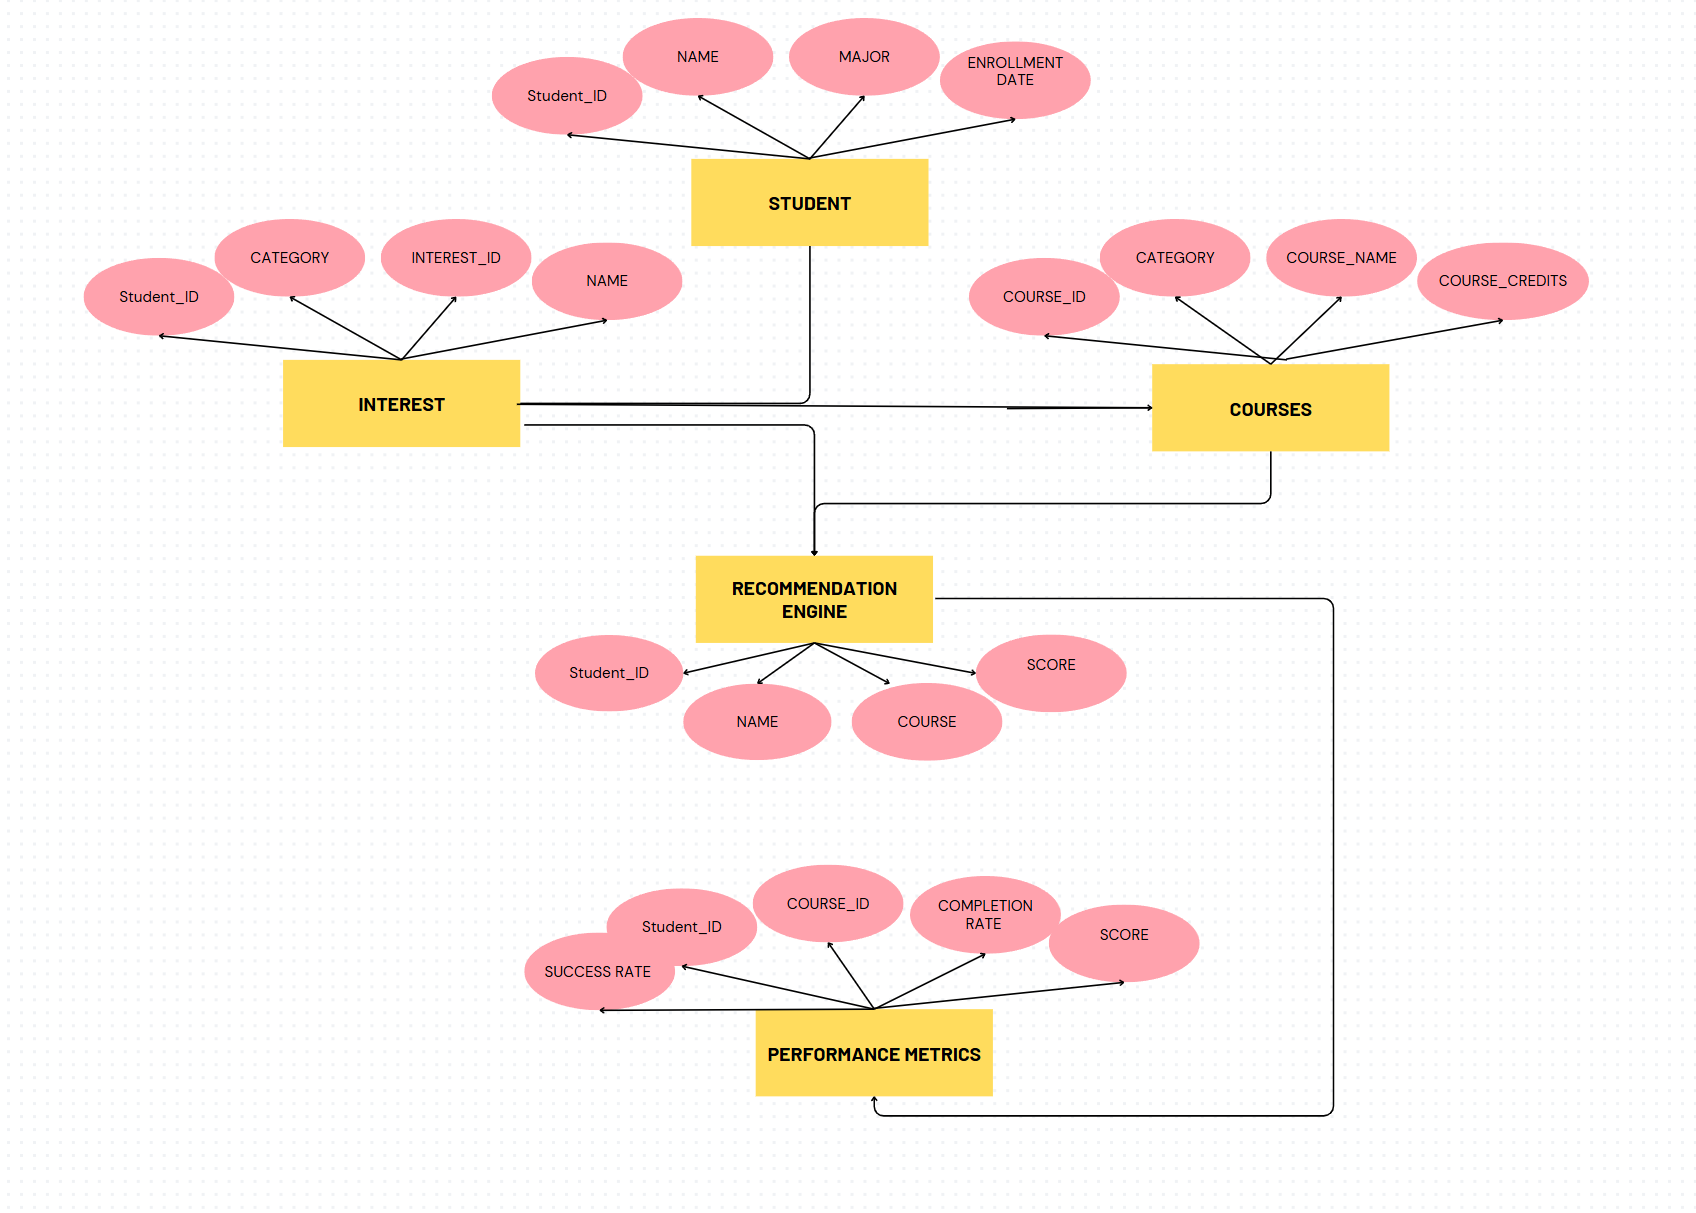 NAME
MAJOR
ENROLLMENT
DATE
Student_ID
STUDENT
Student_ID
CATEGORY
INTEREST_ID
NAME
INTEREST
COURSE_ID
CATEGORY
COURSE_NAME
COURSE_CREDITS
COURSES
RECOMMENDATION
ENGINE
Student_ID
NAME
COURSE
SCORE
SUCCESS RATE
Student_ID
COURSE_ID
COMPLETION
RATE
SCORE
PERFORMANCE METRICS